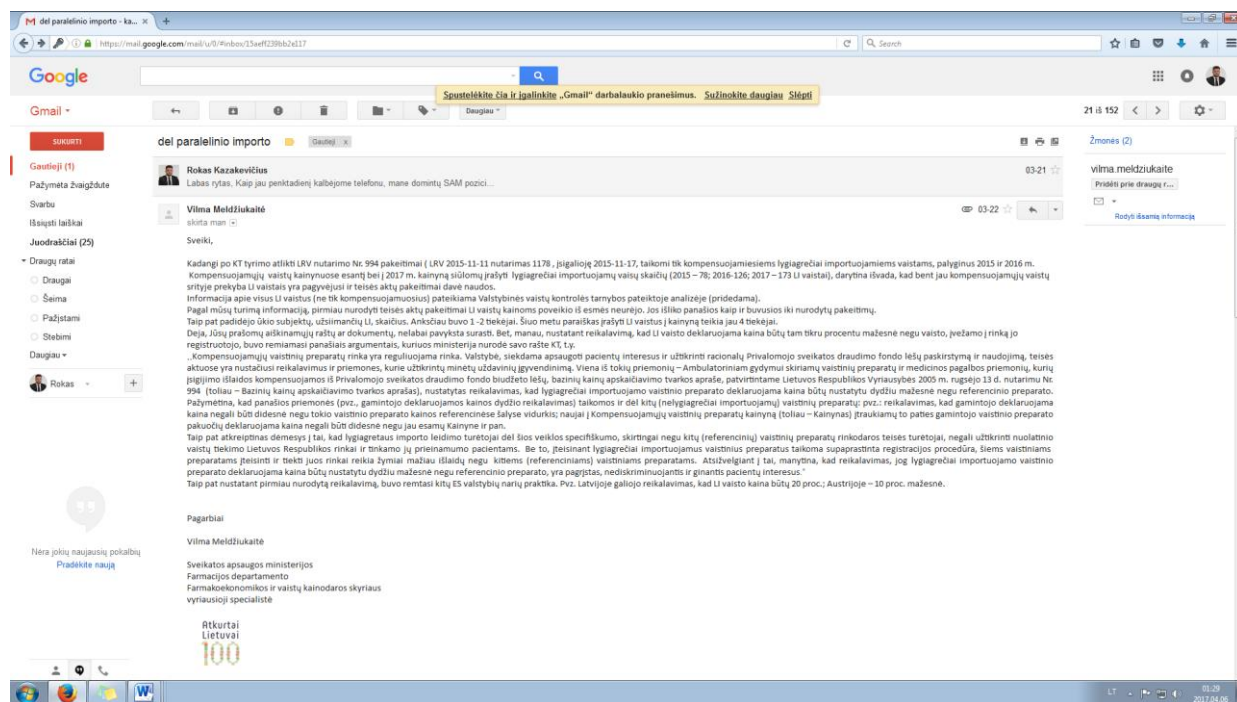 del paralelinio importo - ka...
https://mail.google.com/mail/u/0/#inbox/15aeff239bb2e117
Search
Google
Spustelėkite čia ir įgalinkite „Gmail“ darbalaukio pranešimus. Sužinokite daugiau Slėpti
Gmail
Daugiau
21 iš 152
SUKURTI
Gautieji (1)
Pažymėta žvaigždute
Svarbu
Išsiųsti laiškai
Juodraščiai (25)
Draugų ratai
Draugai
Šeima
Pažįstami
Stebimi
Daugiau
Rokas
Nėra jokių naujausių pokalbių
Pradėkite naują
del paralelinio importo
Gautieji x
Rokas Kazakevičius
03-21
Labas rytas, Kaip jau penktadienį kalbėjome telefonu, mane domintų SAM pozici...
Vilma Meldžiukaitė
03-22
skirta man
Sveiki,
Kadangi po KT tyrimo atlikti LRV nutarimo Nr. 994 pakeitimai ( LRV 2015-11-11 nutarimas 1178 , įsigalioję 2015-11-17, taikomi tik kompensuojamiesiems lygiagrečiai importuojamiems vaistams, palyginus 2015 ir 2016 m.
Kompensuojamųjų vaistų kainynuose esantį bei į 2017 m. kainyną siūlomų įrašyti lygiagrečiai importuojamų vaisų skaičių (2015 – 78; 2016-126; 2017 – 173 LI vaistai), darytina išvada, kad bent jau kompensuojamųjų vaistų
srityje prekyba LI vaistais yra pagyvėjusi ir teisės aktų pakeitimai davė naudos.
Informacija apie visus LI vaistus (ne tik kompensuojamuosius) pateikiama Valstybinės vaistų kontrolės tarnybos pateiktoje analizėje (pridedama).
Pagal mūsų turimą informaciją, pirmiau nurodyti teisės aktų pakeitimai LI vaistų kainoms poveikio iš esmės neurėjo. Jos išliko panašios kaip ir buvusios iki nurodytų pakeitimų.
Taip pat padidėjo ūkio subjektų, užsiimančių LI, skaičius. Anksčiau buvo 1 -2 tiekėjai. Šiuo metu paraiškas įrašyti LI vaistus į kainyną teikia jau 4 tiekėjai.
Deja, Jūsų prašomų aiškinamųjų raštų ar dokumentų, nelabai pavyksta surasti. Bet, manau, nustatant reikalavimą, kad LI vaisto deklaruojama kaina būtų tam tikru procentu mažesnė negu vaisto, įvežamo į rinką jo
registruotojo, buvo remiamasi panašiais argumentais, kuriuos ministerija nurodė savo rašte KT, t.y.
„Kompensuojamųjų vaistinių preparatų rinka yra reguliuojama rinka. Valstybė, siekdama apsaugoti pacientų interesus ir užtikrinti racionalų Privalomojo sveikatos draudimo fondo lėšų paskirstymą ir naudojimą, teisės
aktuose yra nustačiusi reikalavimus ir priemones, kurie užtikrintų minėtų uždavinių įgyvendinimą. Viena iš tokių priemonių – Ambulatoriniam gydymui skiriamų vaistinių preparatų ir medicinos pagalbos priemonių, kurių
įsigijimo išlaidos kompensuojamos iš Privalomojo sveikatos draudimo fondo biudžeto lėšų, bazinių kainų apskaičiavimo tvarkos apraše, patvirtintame Lietuvos Respublikos Vyriausybės 2005 m. rugsėjo 13 d. nutarimu Nr.
994 (toliau – Bazinių kainų apskaičiavimo tvarkos aprašas), nustatytas reikalavimas, kad lygiagrečiai importuojamo vaistinio preparato deklaruojama kaina būtų nustatytu dydžiu mažesnė negu referencinio preparato.
Pažymėtina, kad panašios priemonės (pvz., gamintojo deklaruojamos kainos dydžio reikalavimas) taikomos ir dėl kitų (nelygiagrečiai importuojamų) vaistinių preparatų: pvz.: reikalavimas, kad gamintojo deklaruojama
kaina negali būti didesnė negu tokio vaistinio preparato kainos referencinėse šalyse vidurkis; naujai į Kompensuojamųjų vaistinių preparatų kainyną (toliau – Kainynas) įtraukiamų to paties gamintojo vaistinio preparato
pakuočių deklaruojama kaina negali būti didesnė negu jau esamų Kainyne ir pan.
Taip pat atkreiptinas dėmesys į tai, kad lygiagretaus importo leidimo turėtojai dėl šios veiklos specifiškumo, skirtingai negu kitų (referencinių) vaistinių preparatų rinkodaros teisės turėtojai, negali užtikrinti nuolatinio
vaistų tiekimo Lietuvos Respublikos rinkai ir tinkamo jų prieinamumo pacientams. Be to, įteisinant lygiagrečiai importuojamus vaistinius preparatus taikoma supaprastinta registracijos procedūra, šiems vaistiniams
preparatams įteisinti ir tiekti juos rinkai reikia žymiai mažiau išlaidų negu kitiems (referenciniams) vaistiniams preparatams. Atsižvelgiant į tai, manytina, kad reikalavimas, jog lygiagrečiai importuojamo vaistinio
preparato deklaruojama kaina būtų nustatytu dydžiu mažesnė negu referencinio preparato, yra pagrįstas, nediskriminuojantis ir ginantis pacientų interesus.“
Taip pat nustatant pirmiau nurodytą reikalavimą, buvo remtasi kitų ES valstybių narių praktika. Pvz. Latvijoje galiojo reikalavimas, kad LI vaisto kaina būtų 20 proc.; Austrijoje – 10 proc. mažesnė.
Pagarbiai
Vilma Meldžiukaitė
Sveikatos apsaugos ministerijos
Farmacijos departamento
Farmakoekonomikos ir vaistų kainodaros skyriaus
vyriausioji specialistė
Atkurtai
Lietuvai
100
Žmonės (2)
vilma.meldziukaite
Pridėti prie draugų r...
Rodyti išsamią informaciją
LT
01:29
2017.04.06